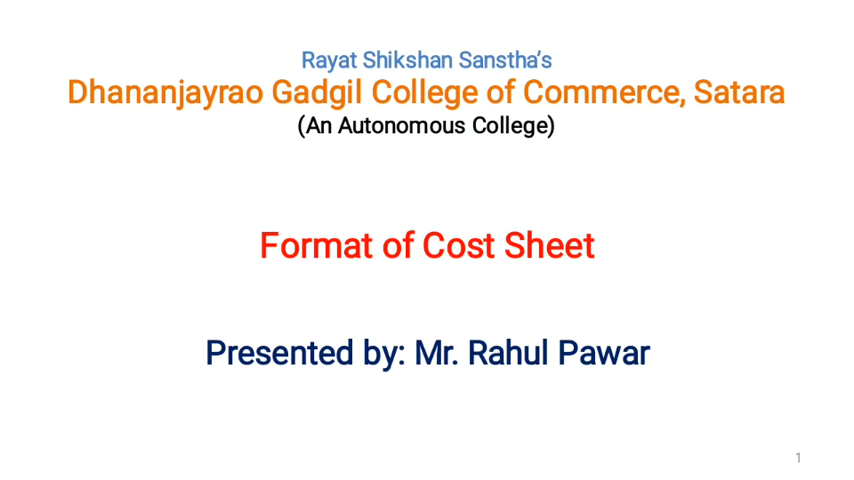 Rayat Shikshan Sanstha's
Dhananjayrao Gadgil College of Commerce, Satara
(An Autonomous College)
Format of Cost Sheet
Presented by: Mr. Rahul Pawar
1